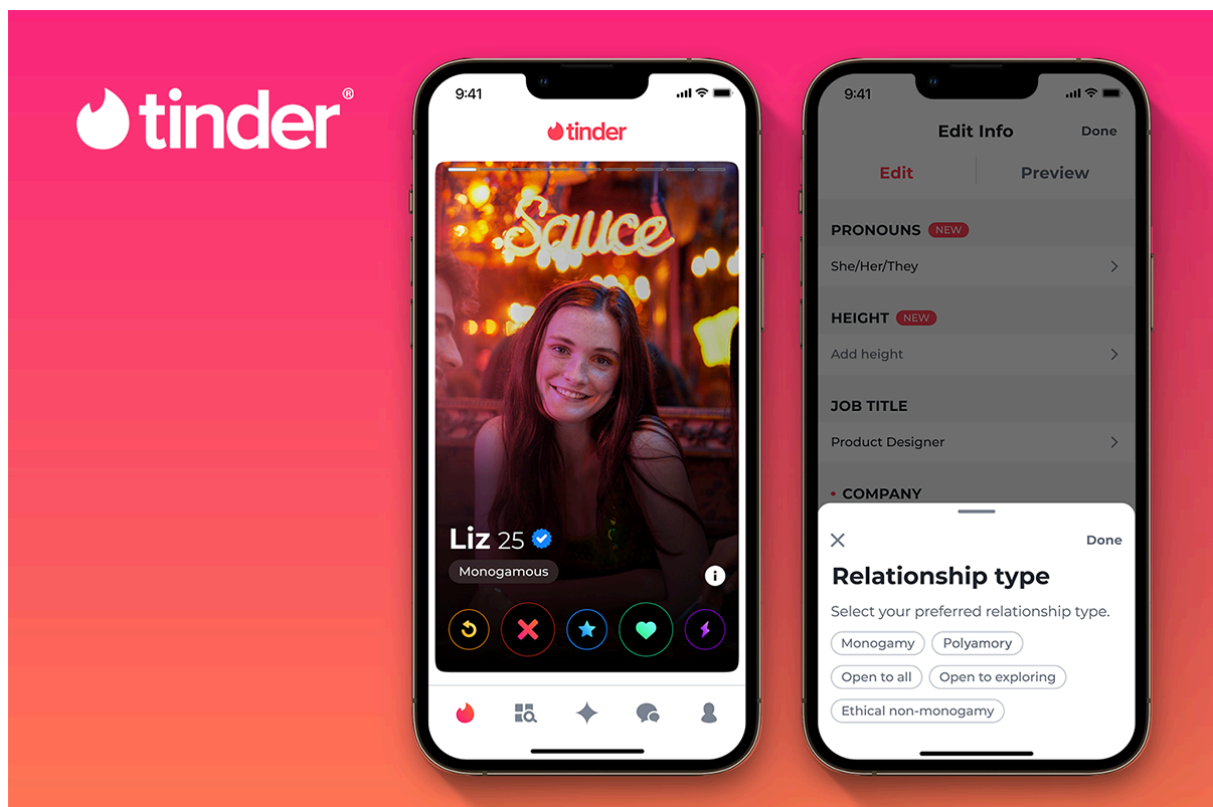 tinder®
9:41
tinder
Sauce
Liz 25
Monogamous
9:41
Edit Info
Done
Edit
Preview
PRONOUNS NEW
She/Her/They
HEIGHT NEW
Add height
JOB TITLE
Product Designer
• COMPANY
Done
Relationship type
Select your preferred relationship type.
Monogamy
Polyamory
Open to all
Open to exploring
Ethical non-monogamy